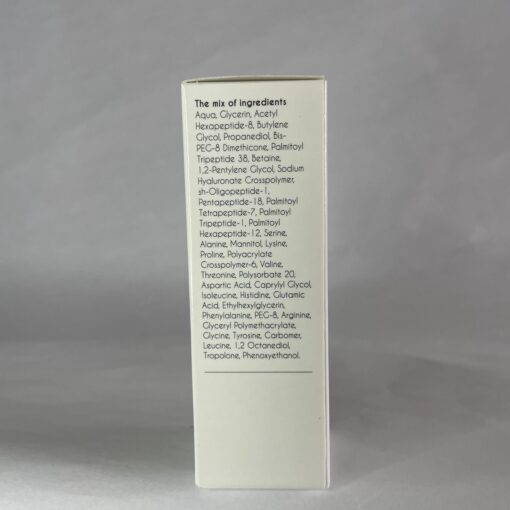 The mix of ingredients
Aqua, Glycerin, Acetyl
Hexapeptide-8, Butylene
Glycol, Propanediol, Bis-
PEG-8 Dimethicone, Palmitoyl
Tripeptide 38, Betaine,
1,2-Pentylene Glycol, Sodium
Hyaluronate Crosspolymer,
sh-Oligopeptide-1,
Pentapeptide-18, Palmitoyl
Tetrapeptide-7, Palmitoyl
Tripeptide-1, Palmitoyl
Hexapeptide-12, Serine,
Alanine, Mannitol, Lysine,
Proline, Polyacrylate
Crosspolymer-6, Valine,
Threonine, Polysorbate 20,
Aspartic Acid, Caprylyl Glycol,
Isoleucine, Histidine, Glutamic
Acid, Ethylhexylglycerin,
Phenylalanine, PEG-8, Arginine,
Glyceryl Polymethacrylate,
Glycine, Tyrosine, Carbomer,
Leucine, 1,2 Octanediol,
Tropolone, Phenoxyethanol.